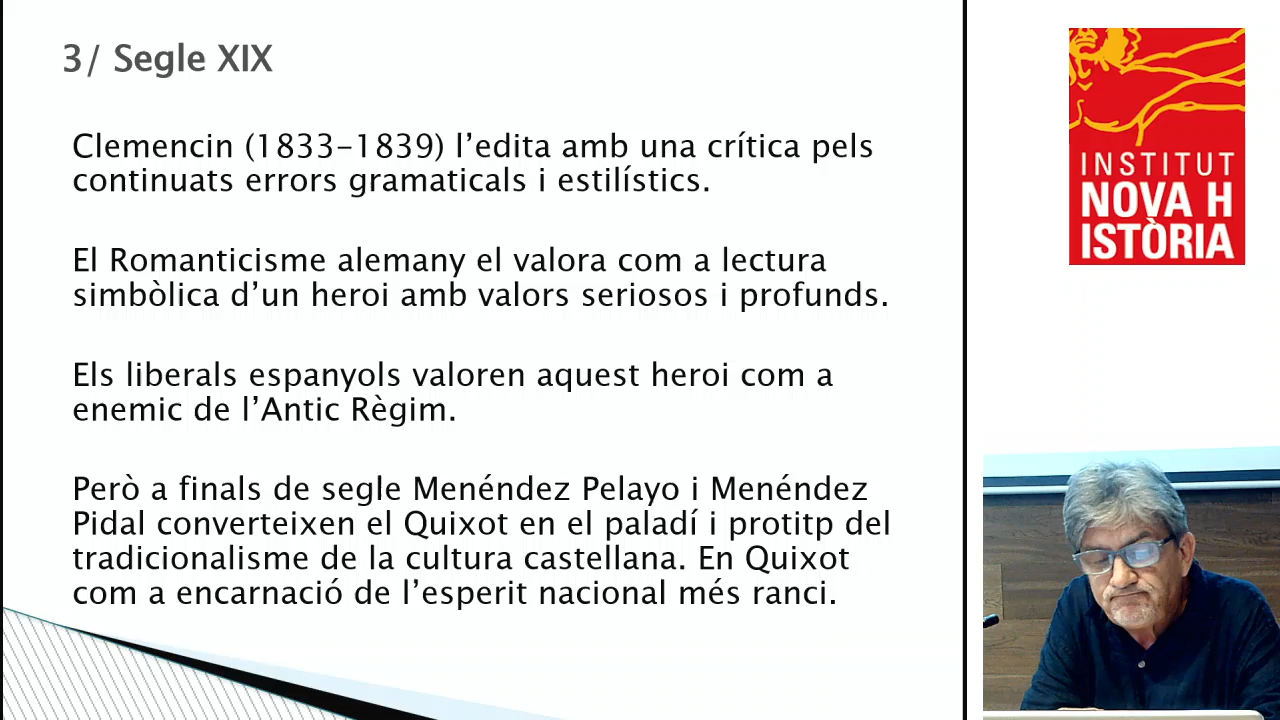 3/ Segle XIX
Clemencin (1833-1839) l’edita amb una crítica pels
continuats errors gramaticals i estilístics.
El Romanticisme alemany el valora com a lectura
simbòlica d’un heroi amb valors seriosos i profunds.
Els liberals espanyols valoren aquest heroi com a
enemic de l’Antic Règim.
Però a finals de segle Menéndez Pelayo i Menéndez
Pidal converteixen el Quixot en el paladí i protitp del
tradicionalisme de la cultura castellana. En Quixot
com a encarnació de l’esperit nacional més ranci.
INSTITUT
NOVA H
ISTÒRIA